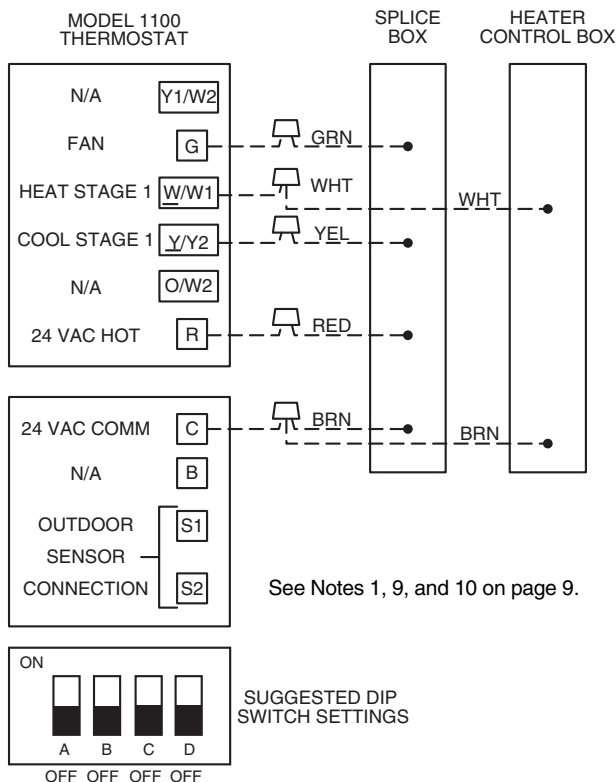 MODEL 1100
THERMOSTAT
SPLICE
BOX
HEATER
CONTROL BOX
N/A Y1/W2
FAN G GRN
HEAT STAGE 1 W/W1 WHT WHT
COOL STAGE 1 Y/Y2 YEL
N/A O/W2
24 VAC HOT R RED
24 VAC COMM C BRN BRN
N/A B
OUTDOOR S1
SENSOR
CONNECTION S2
See Notes 1, 9, and 10 on page 9.
ON
SUGGESTED DIP
SWITCH SETTINGS
A B C D
OFF OFF OFF OFF